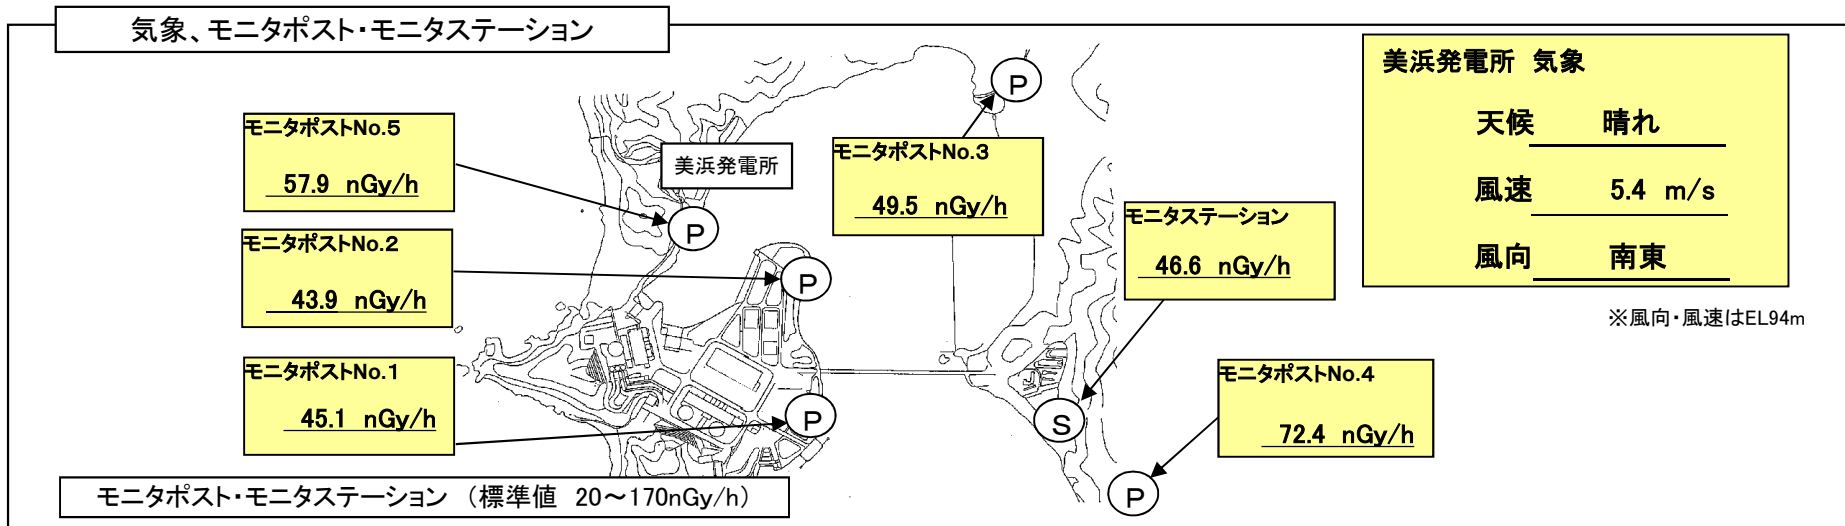 気象、モニタポスト・モニタステーション
美浜発電所 気象
天候 晴れ
風速 5.4 m/s
風向 南東
※風向・風速はEL94m
モニタポストNo.5
57.9 nGy/h
美浜発電所
P
モニタポストNo.3
49.5 nGy/h
P
モニタポストNo.2
43.9 nGy/h
P
モニタステーション
46.6 nGy/h
S
モニタポストNo.1
45.1 nGy/h
P
モニタポストNo.4
72.4 nGy/h
P
モニタポスト・モニタステーション (標準値 20～170nGy/h)